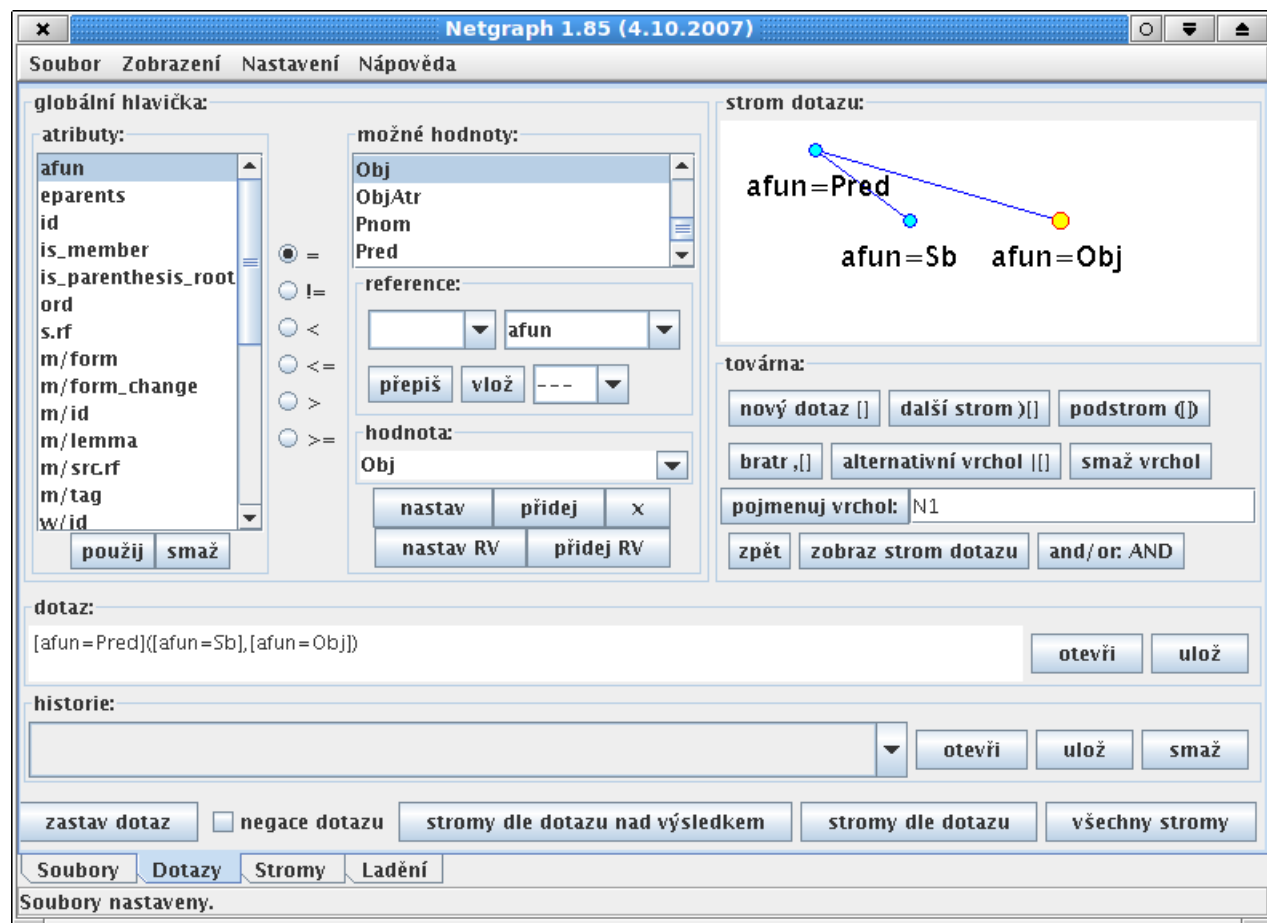 Netgraph 1.85 (4.10.2007)
Soubor Zobrazení Nastavení Nápověda
globální hlavička:
atributy:
afun
eparents
id
is_member
is_parenthesis_root
ord
s.rf
m/form
m/form_change
m/id
m/lemma
m/src.rf
m/tag
w/id
použij smaž
=
!=
<
<=
>
>=
možné hodnoty:
Obj
ObjAtr
Pnom
Pred
reference:
afun
přepiš vlož ---
hodnota:
Obj
nastav přidej x
nastav RV přidej RV
strom dotazu:
afun=Pred
afun=Sb afun=Obj
továrna:
nový dotaz [] další strom )[] podstrom ([])
bratr ,[] alternativní vrchol |[] smaž vrchol
pojmenuj vrchol: N1
zpět zobraz strom dotazu and/or: AND
dotaz:
[afun=Pred]([afun=Sb],[afun=Obj])
otevři ulož
historie:
otevři ulož smaž
zastav dotaz negace dotazu stromy dle dotazu nad výsledkem stromy dle dotazu všechny stromy
Soubory Dotazy Stromy Ladění
Soubory nastaveny.